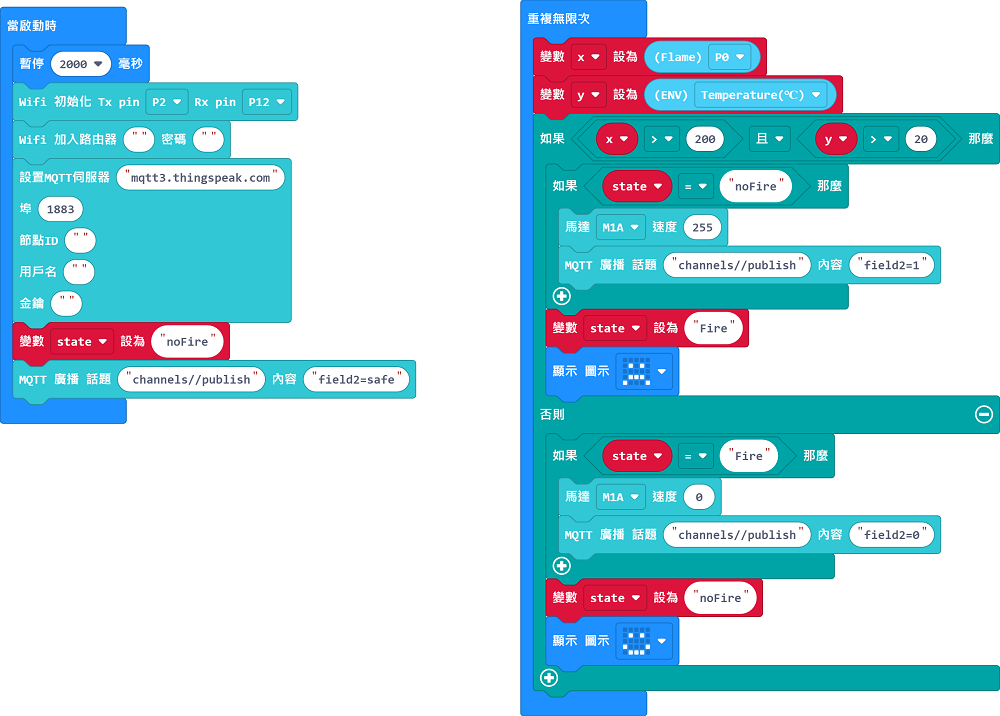 當啟動時
暫停 2000 毫秒
Wifi 初始化 Tx pin P2 Rx pin P12
Wifi 加入路由器 " " 密碼 " "
設置MQTT伺服器 "mqtt3.thingspeak.com"
埠 1883
節點ID " "
用戶名 " "
金鑰 " "
變數 state 設為 "noFire"
MQTT 廣播 話題 "channels//publish" 內容 "field2=safe"
重複無限次
變數 x 設為 (Flame) P0
變數 y 設為 (ENV) Temperature(℃)
如果 x > 200 且 y > 20 那麼
如果 state = "noFire" 那麼
馬達 M1A 速度 255
MQTT 廣播 話題 "channels//publish" 內容 "field2=1"
變數 state 設為 "Fire"
顯示 圖示
否則
如果 state = "Fire" 那麼
馬達 M1A 速度 0
MQTT 廣播 話題 "channels//publish" 內容 "field2=0"
變數 state 設為 "noFire"
顯示 圖示